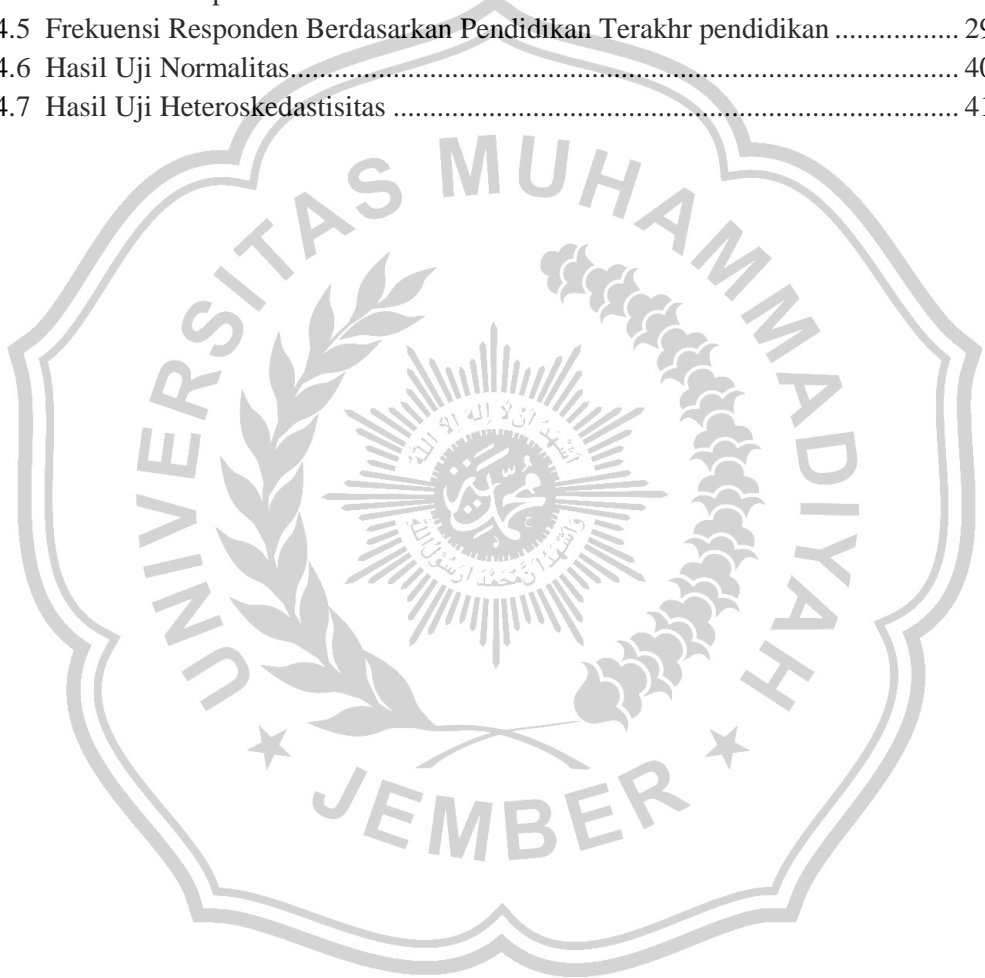 4.5 Frekuensi Responden Berdasarkan Pendidikan Terakhr pendidikan ................. 29
4.6 Hasil Uji Normalitas........................................................................................... 40
4.7 Hasil Uji Heteroskedastisitas ............................................................................. 41
UNIVERSITAS MUHAMMADIYAH
JEMBER